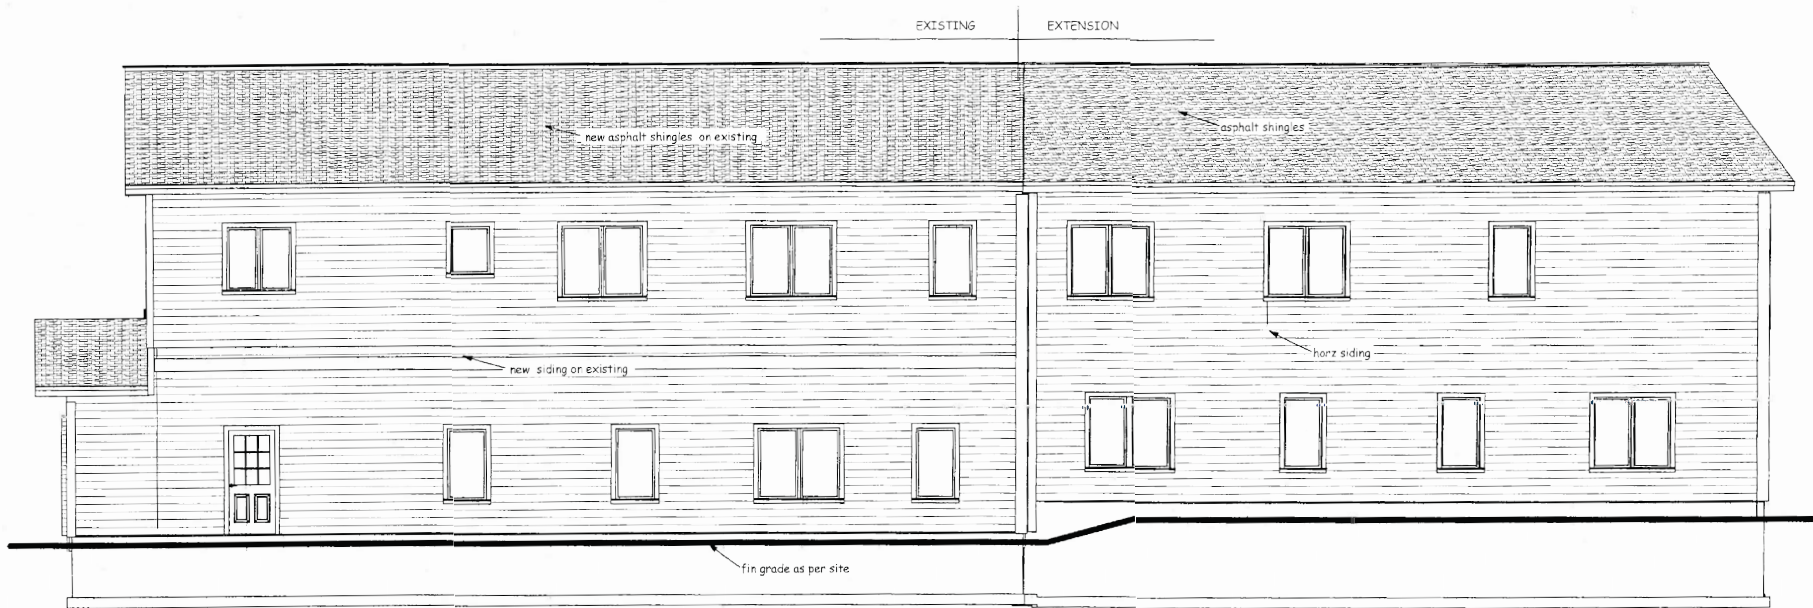 EXISTING
EXTENSION
new asphalt shingles on existing
asphalt shingles
horz siding
new siding on existing
fin grade as per site